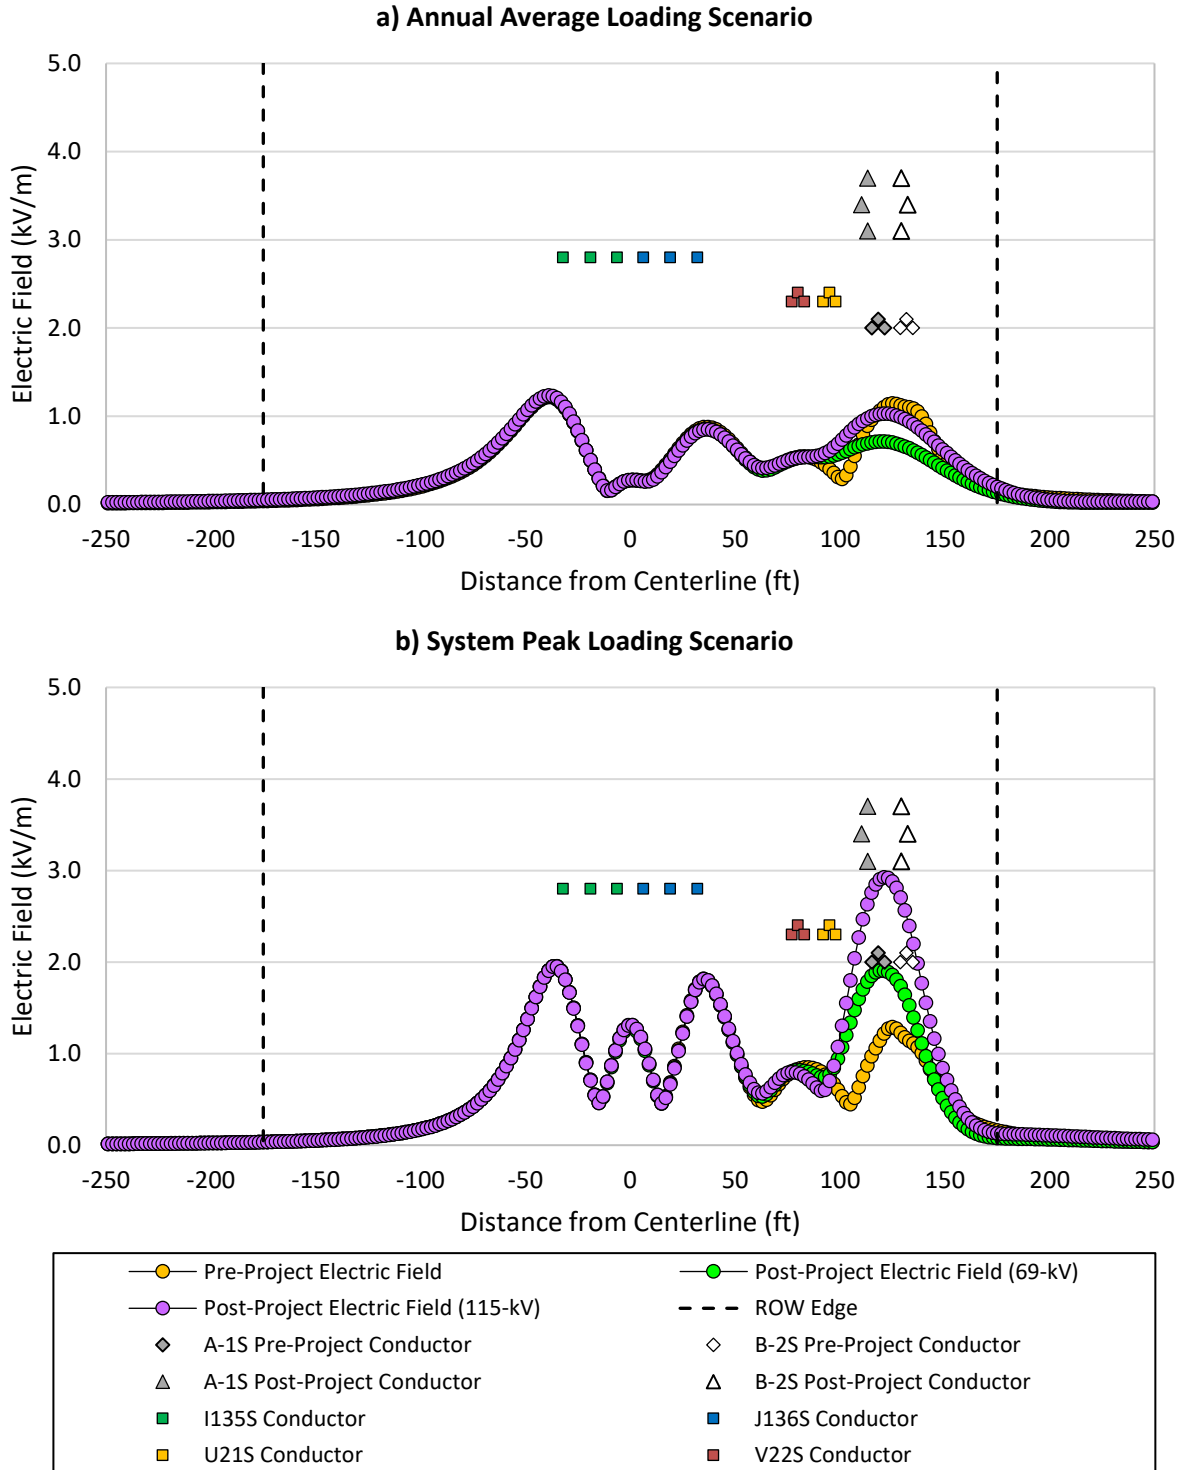 a) Annual Average Loading Scenario
5.0
4.0
3.0
2.0
1.0
0.0
Electric Field (kV/m)
-250 -200 -150 -100 -50 0 50 100 150 200 250
Distance from Centerline (ft)
b) System Peak Loading Scenario
5.0
4.0
3.0
2.0
1.0
0.0
Electric Field (kV/m)
-250 -200 -150 -100 -50 0 50 100 150 200 250
Distance from Centerline (ft)
Pre-Project Electric Field Post-Project Electric Field (69-kV)
Post-Project Electric Field (115-kV) ROW Edge
A-1S Pre-Project Conductor B-2S Pre-Project Conductor
A-1S Post-Project Conductor B-2S Post-Project Conductor
I135S Conductor J136S Conductor
U21S Conductor V22S Conductor